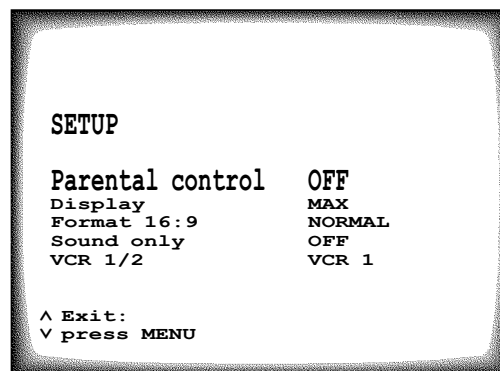 SETUP
Parental control OFF
Display MAX
Format 16:9 NORMAL
Sound only OFF
VCR 1/2 VCR 1
∧ Exit:
∨ press MENU